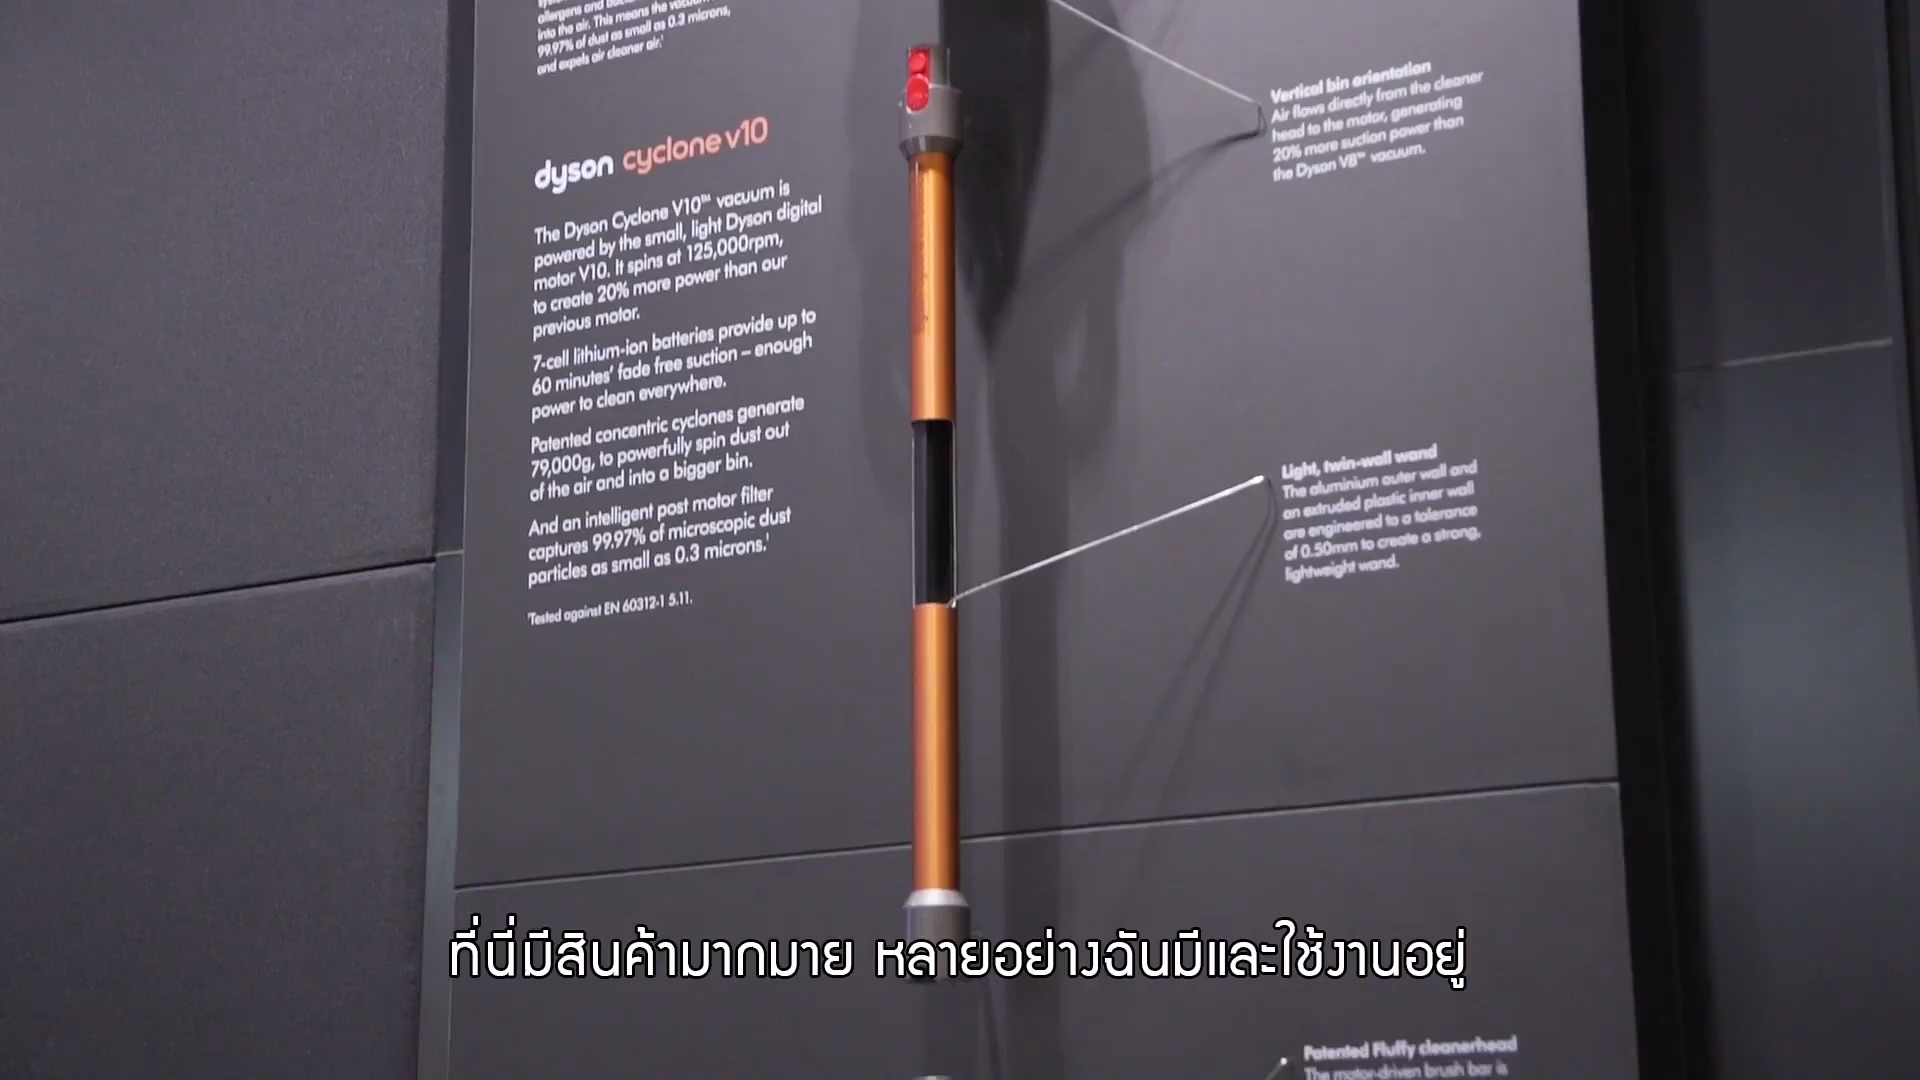 allergens and
into the air. This means the vacuum
99.97% of dust as small as 0.3 microns,
and expels air cleaner air.¹
dyson cyclone v10
The Dyson Cyclone V10™ vacuum is
powered by the small, light Dyson digital
motor V10. It spins at 125,000rpm,
to create 20% more power than our
previous motor.
7-cell lithium-ion batteries provide up to
60 minutes' fade free suction – enough
power to clean everywhere.
Patented concentric cyclones generate
79,000g, to powerfully spin dust out
of the air and into a bigger bin.
And an intelligent post motor filter
captures 99.97% of microscopic dust
particles as small as 0.3 microns.¹
¹Tested against EN 60312-1 5.11.
Vertical bin orientation
Air flows directly from the cleaner
head to the motor, generating
20% more suction power than
the Dyson V8™ vacuum.
Light, twin-wall wand
The aluminium outer wall and
an extruded plastic inner wall
are engineered to a tolerance
of 0.50mm to create a strong,
lightweight wand.
ที่นี่มีสินค้ามากมาย หลายอย่างฉันมีและใช้งานอยู่
Patented Fluffy cleanerhead
The motor-driven brush bar is